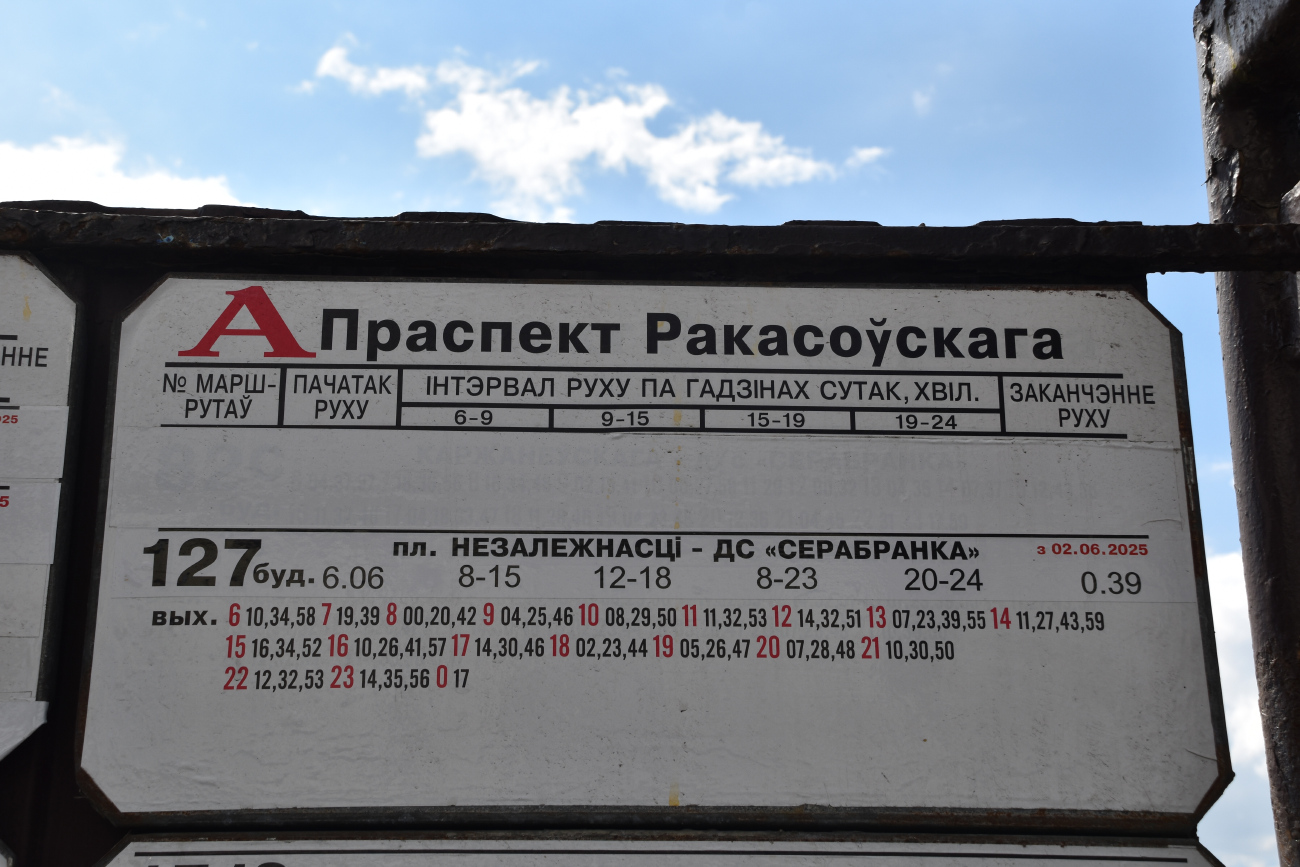 А Праспект Ракасоўскага
№ МАРШ-РУТАЎ ПАЧАТАК РУХУ ІНТЭРВАЛ РУХУ ПА ГАДЗІНАХ СУТАК, ХВІЛ. ЗАКАНЧЭННЕ РУХУ
6-9 9-15 15-19 19-24
127 пл. НЕЗАЛЕЖНАСЦі - ДС «СЕРАБРАНКА» з 02.06.2025
буд. 6.06 8-15 12-18 8-23 20-24 0.39
вых. 6 10,34,58 7 19,39 8 00,20,42 9 04,25,46 10 08,29,50 11 11,32,53 12 14,32,51 13 07,23,39,55 14 11,27,43,59
15 16,34,52 16 10,26,41,57 17 14,30,46 18 02,23,44 19 05,26,47 20 07,28,48 21 10,30,50
22 12,32,53 23 14,35,56 0 17